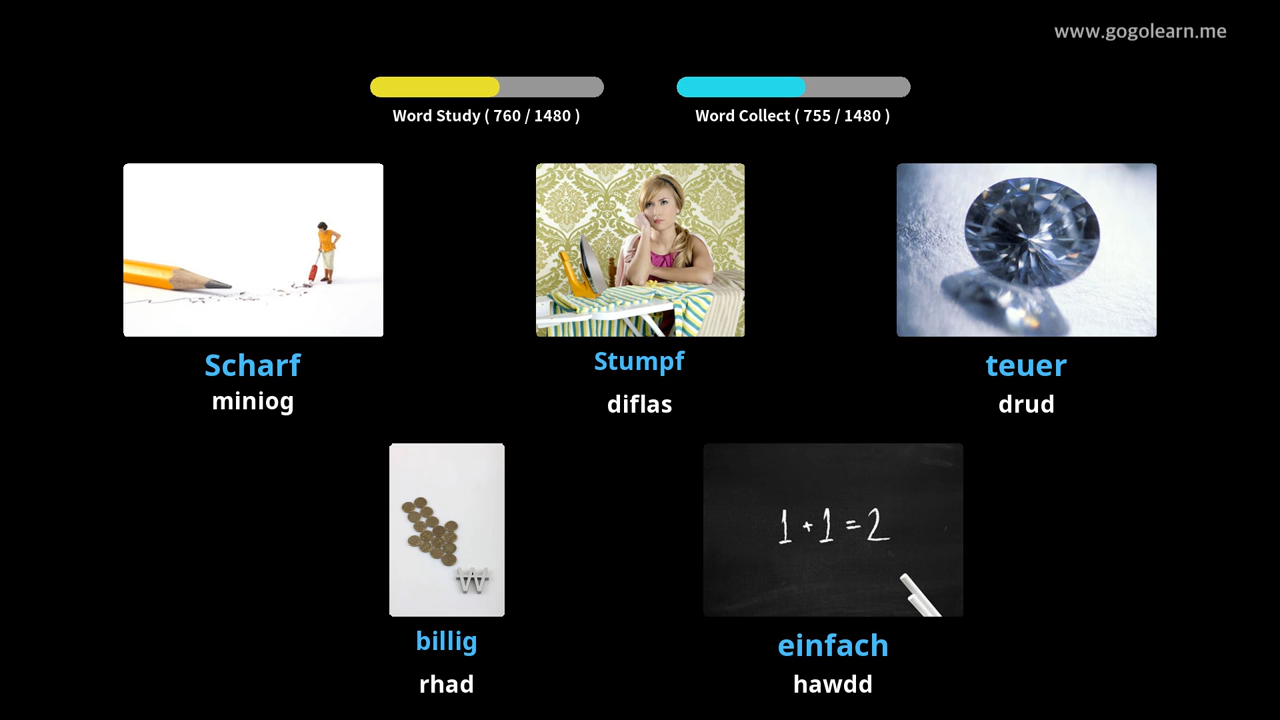 www.gogolearn.me
Word Study ( 760 / 1480 )
Word Collect ( 755 / 1480 )
Scharf
miniog
Stumpf
diflas
teuer
drud
₩
1 + 1 = 2
billig
rhad
einfach
hawdd